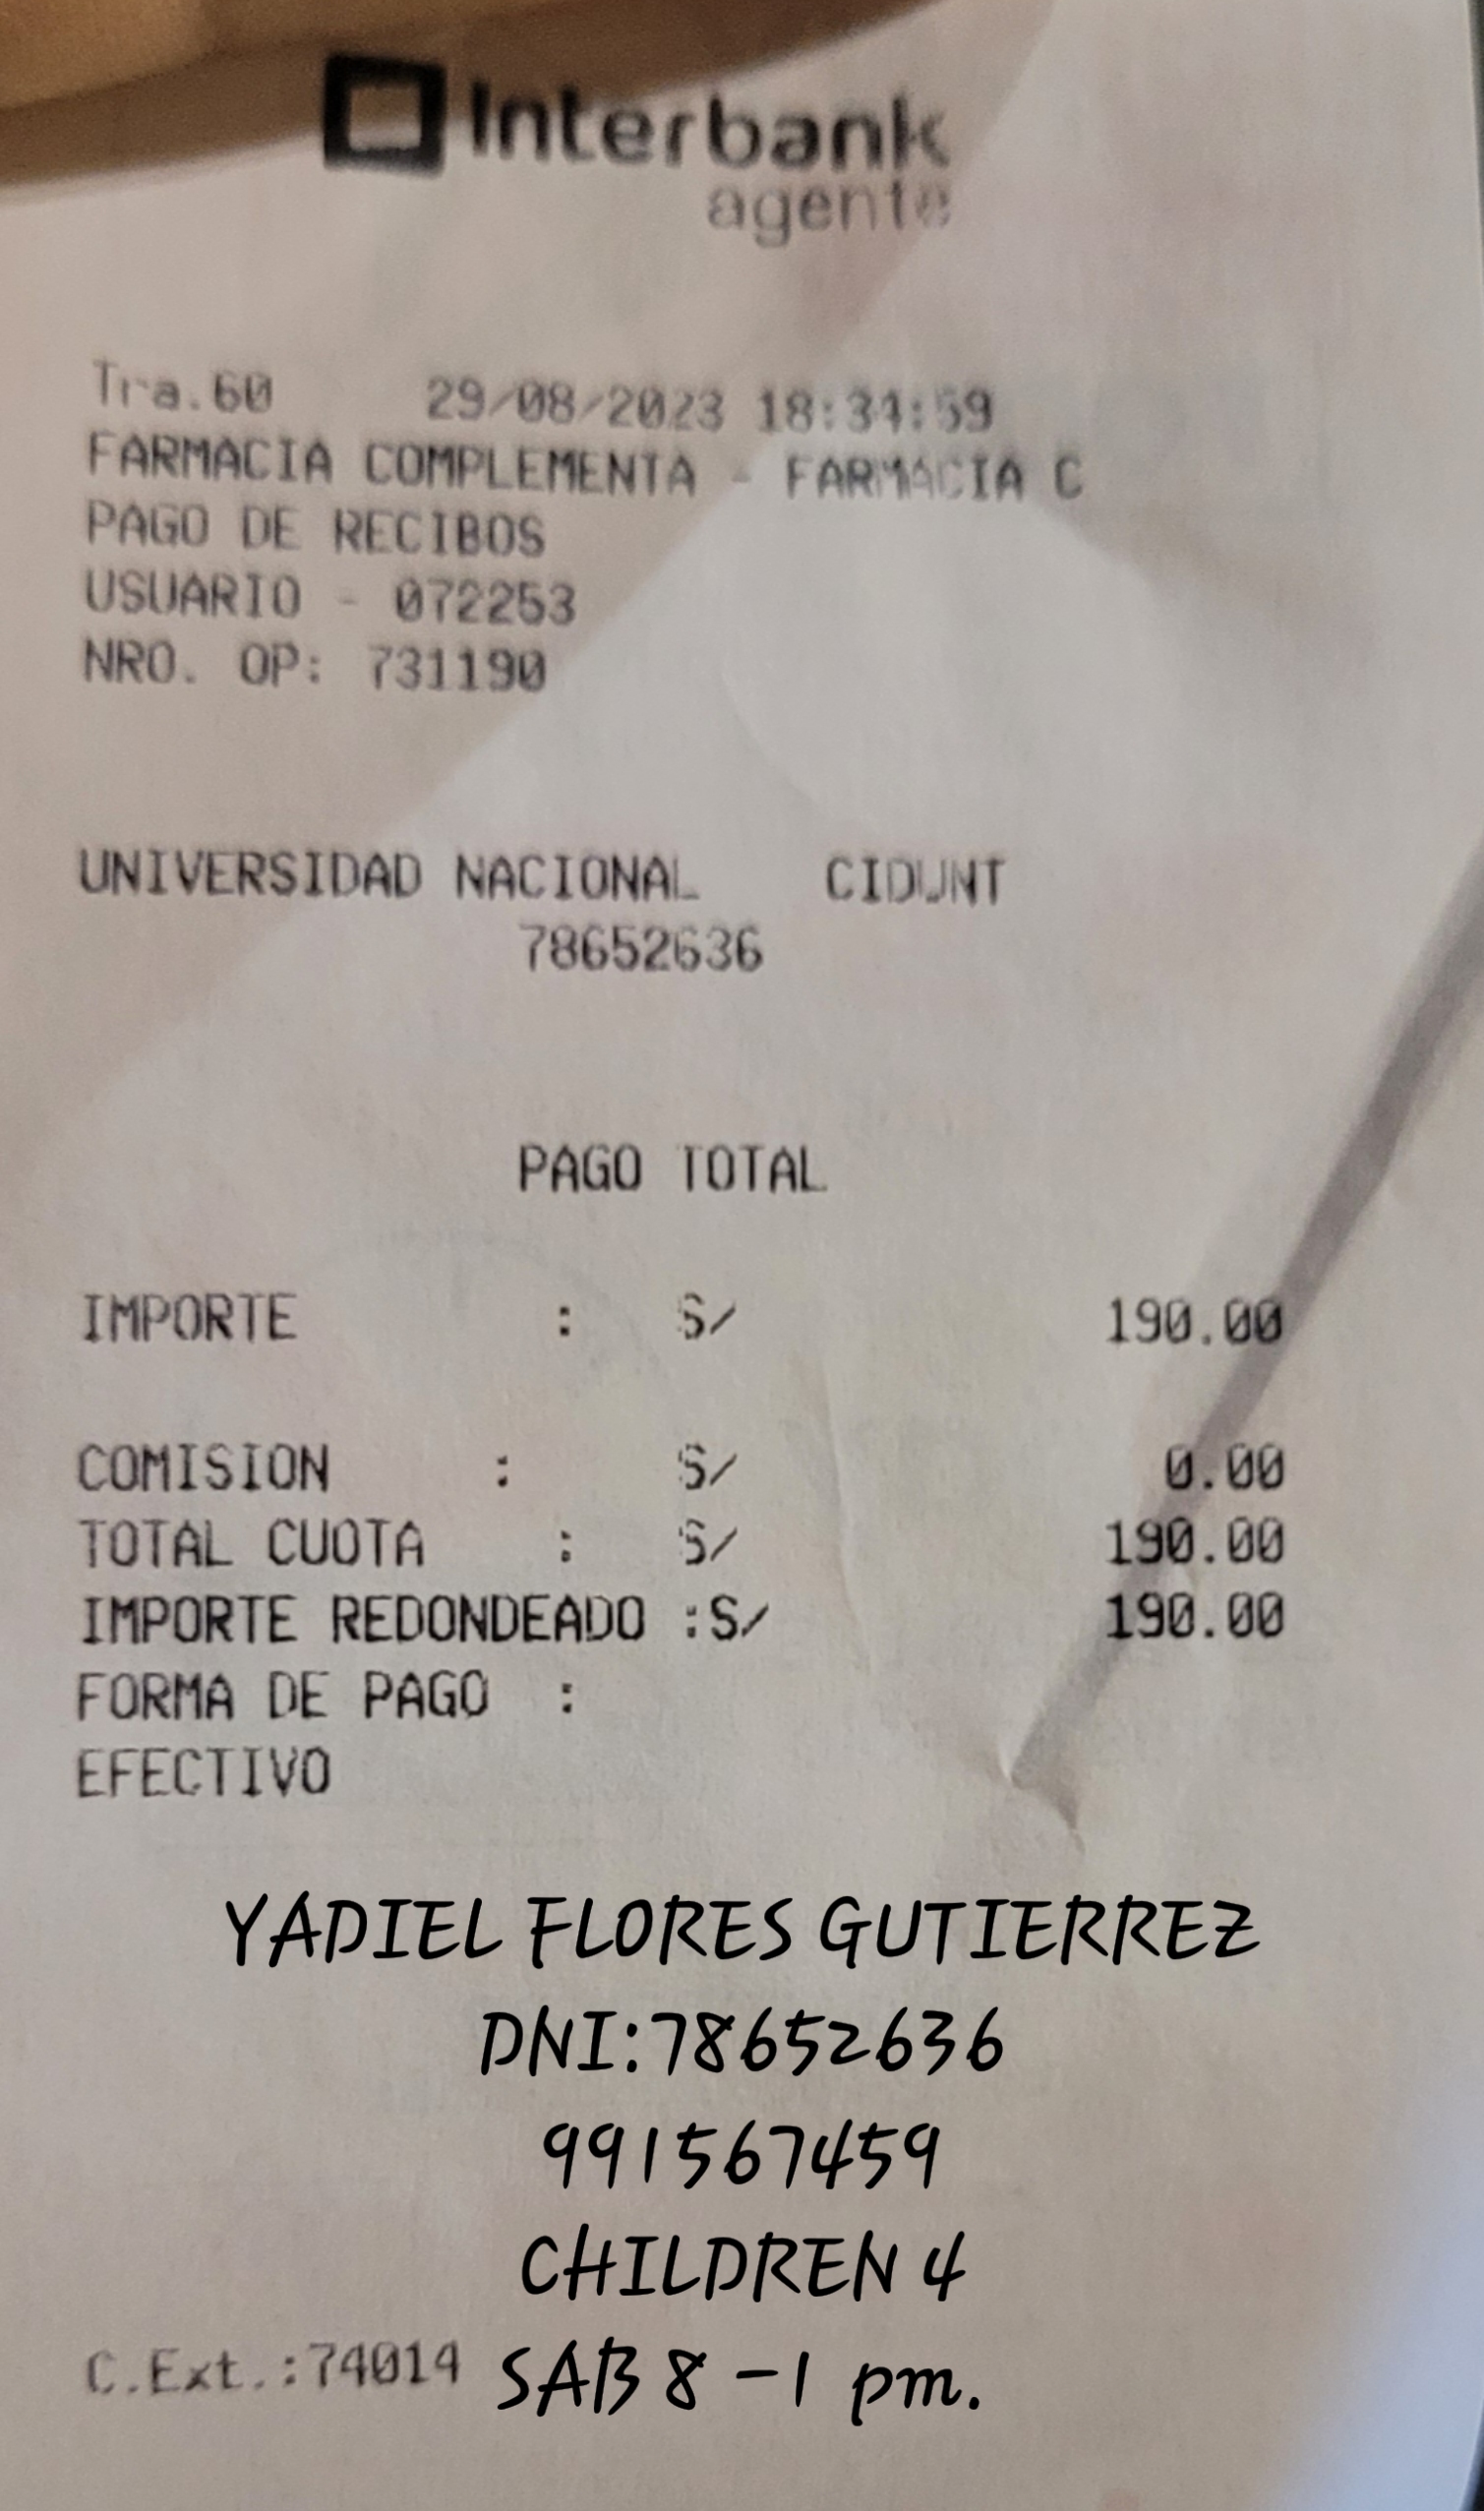 Interbank
agente
Tra.60 29/08/2023 18:34:59
FARMACIA COMPLEMENTA - FARMACIA C
PAGO DE RECIBOS
USUARIO - 072253
NRO. OP: 731190
UNIVERSIDAD NACIONAL CIDUNT
78652636
PAGO TOTAL
IMPORTE : S/ 190.00
COMISION : S/ 0.00
TOTAL CUOTA : S/ 190.00
IMPORTE REDONDEADO :S/ 190.00
FORMA DE PAGO :
EFECTIVO
YADIEL FLORES GUTIERREZ
DNI:78652636
991567459
CHILDREN 4
C.Ext.:74014 SAB 8 -1 pm.